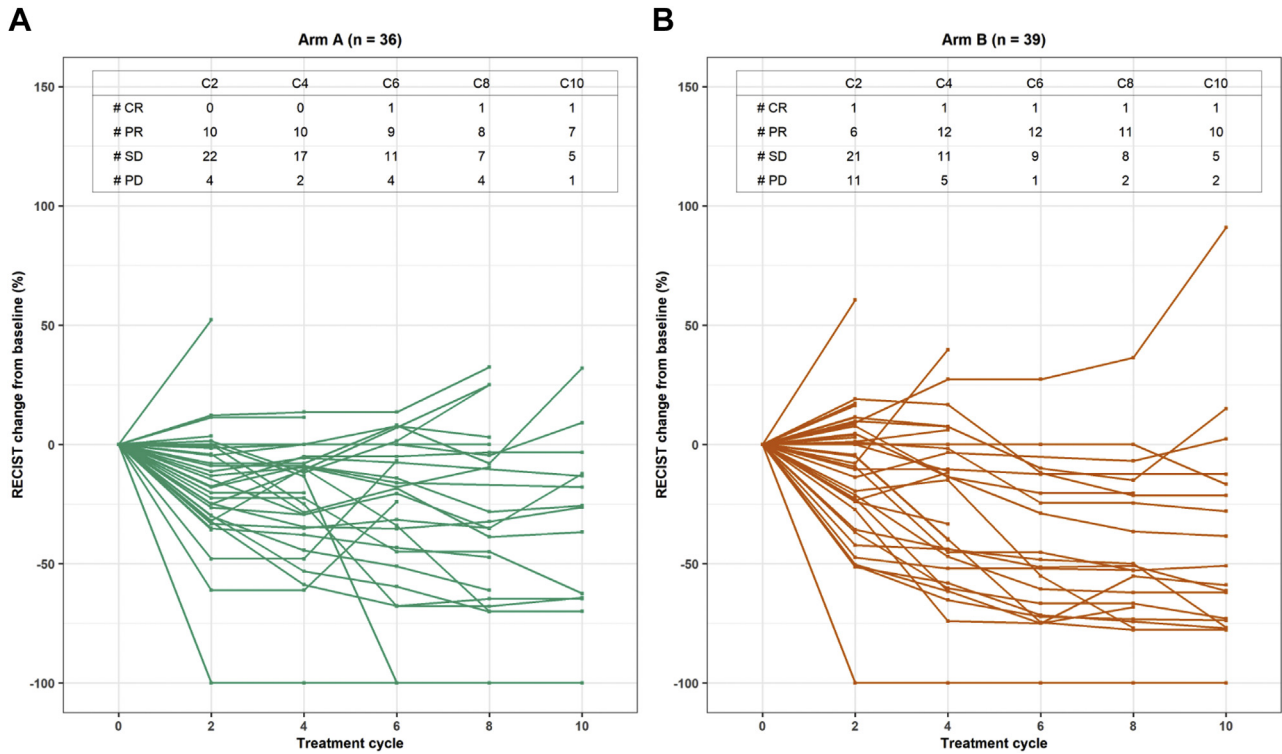 A
Arm A (n = 36)
C2 C4 C6 C8 C10
# CR 0 0 1 1 1
# PR 10 10 9 8 7
# SD 22 17 11 7 5
# PD 4 2 4 4 1
RECIST change from baseline (%)
150
100
50
0
-50
-100
0 2 4 6 8 10
Treatment cycle
B
Arm B (n = 39)
C2 C4 C6 C8 C10
# CR 1 1 1 1 1
# PR 6 12 12 11 10
# SD 21 11 9 8 5
# PD 11 5 1 2 2
RECIST change from baseline (%)
150
100
50
0
-50
-100
0 2 4 6 8 10
Treatment cycle